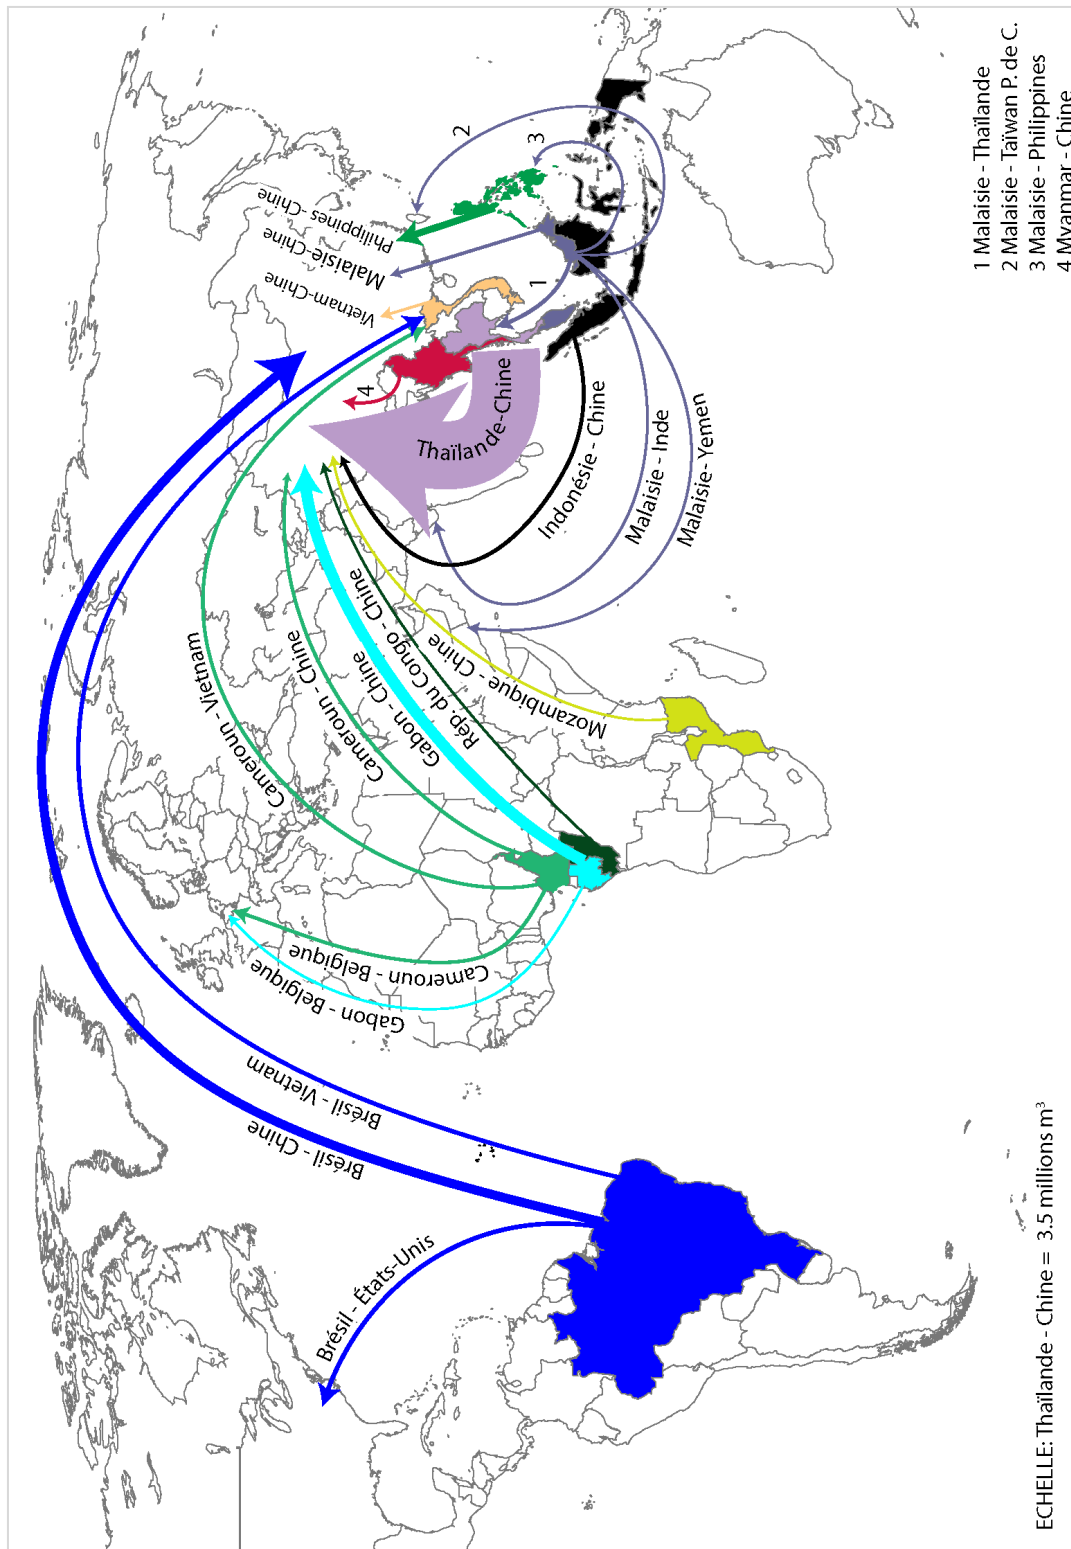 Philippines-Chine
Malaisie-Chine
Vietnam-Chine
Thaïlande-Chine
Indonésie - Chine
Malaisie - Inde
Malaisie-Yemen
Mozambique - Chine
Rép. du Congo - Chine
Gabon - Chine
Cameroun - Chine
Cameroun - Vietnam
Cameroun - Belgique
Gabon - Belgique
Brésil - Vietnam
Brésil - Chine
Brésil - États-Unis
1
2
3
4
ECHELLE: Thaïlande - Chine = 3.5 millions m³
1 Malaisie - Thaïlande
2 Malaisie - Taïwan P. de C.
3 Malaisie - Philippines
4 Myanmar - Chine